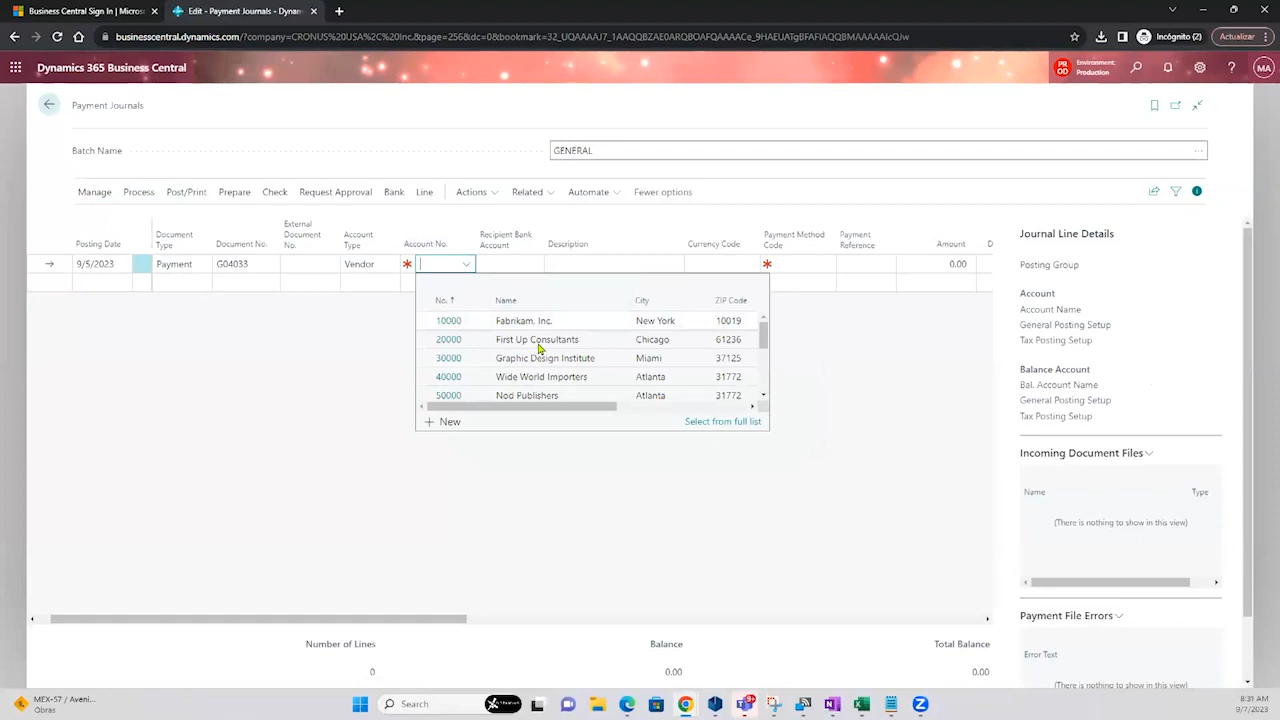 Business Central Sign In | Micros
Edit - Payment Journals - Dynam
businesscentral.dynamics.com/?company=CRONUS%20USA%2C%20Inc.&page=256&dc=0&bookmark=
Incógnito (2)
Actualizar
Dynamics 365 Business Central
PROD
Environment:
Production
MA
Payment Journals
Batch Name
GENERAL
Manage Process Post/Print Prepare Check Request Approval Bank Line Actions Related Automate Fewer options
Posting Date
Document Type
Document No.
External Document No.
Account Type
Account No.
Recipient Bank Account
Description
Currency Code
Payment Method Code
Payment Reference
Amount
D
9/5/2023 Payment G04033 Vendor * * 0.00
No. ↑ Name City ZIP Code
10000 Fabrikam, Inc. New York 10019
20000 First Up Consultants Chicago 61236
30000 Graphic Design Institute Miami 37125
40000 Wide World Importers Atlanta 31772
50000 Nod Publishers Atlanta 31772
+ New
Select from full list
Journal Line Details
Posting Group
Account
Account Name
General Posting Setup
Tax Posting Setup
Balance Account
Bal. Account Name
General Posting Setup
Tax Posting Setup
Incoming Document Files
Name Type
(There is nothing to show in this view)
Payment File Errors
Error Text
Number of Lines Balance Total Balance
0 0.00 0.00
MEX-57 / Aveni...
Obras
Search
8:31 AM
9/7/2023